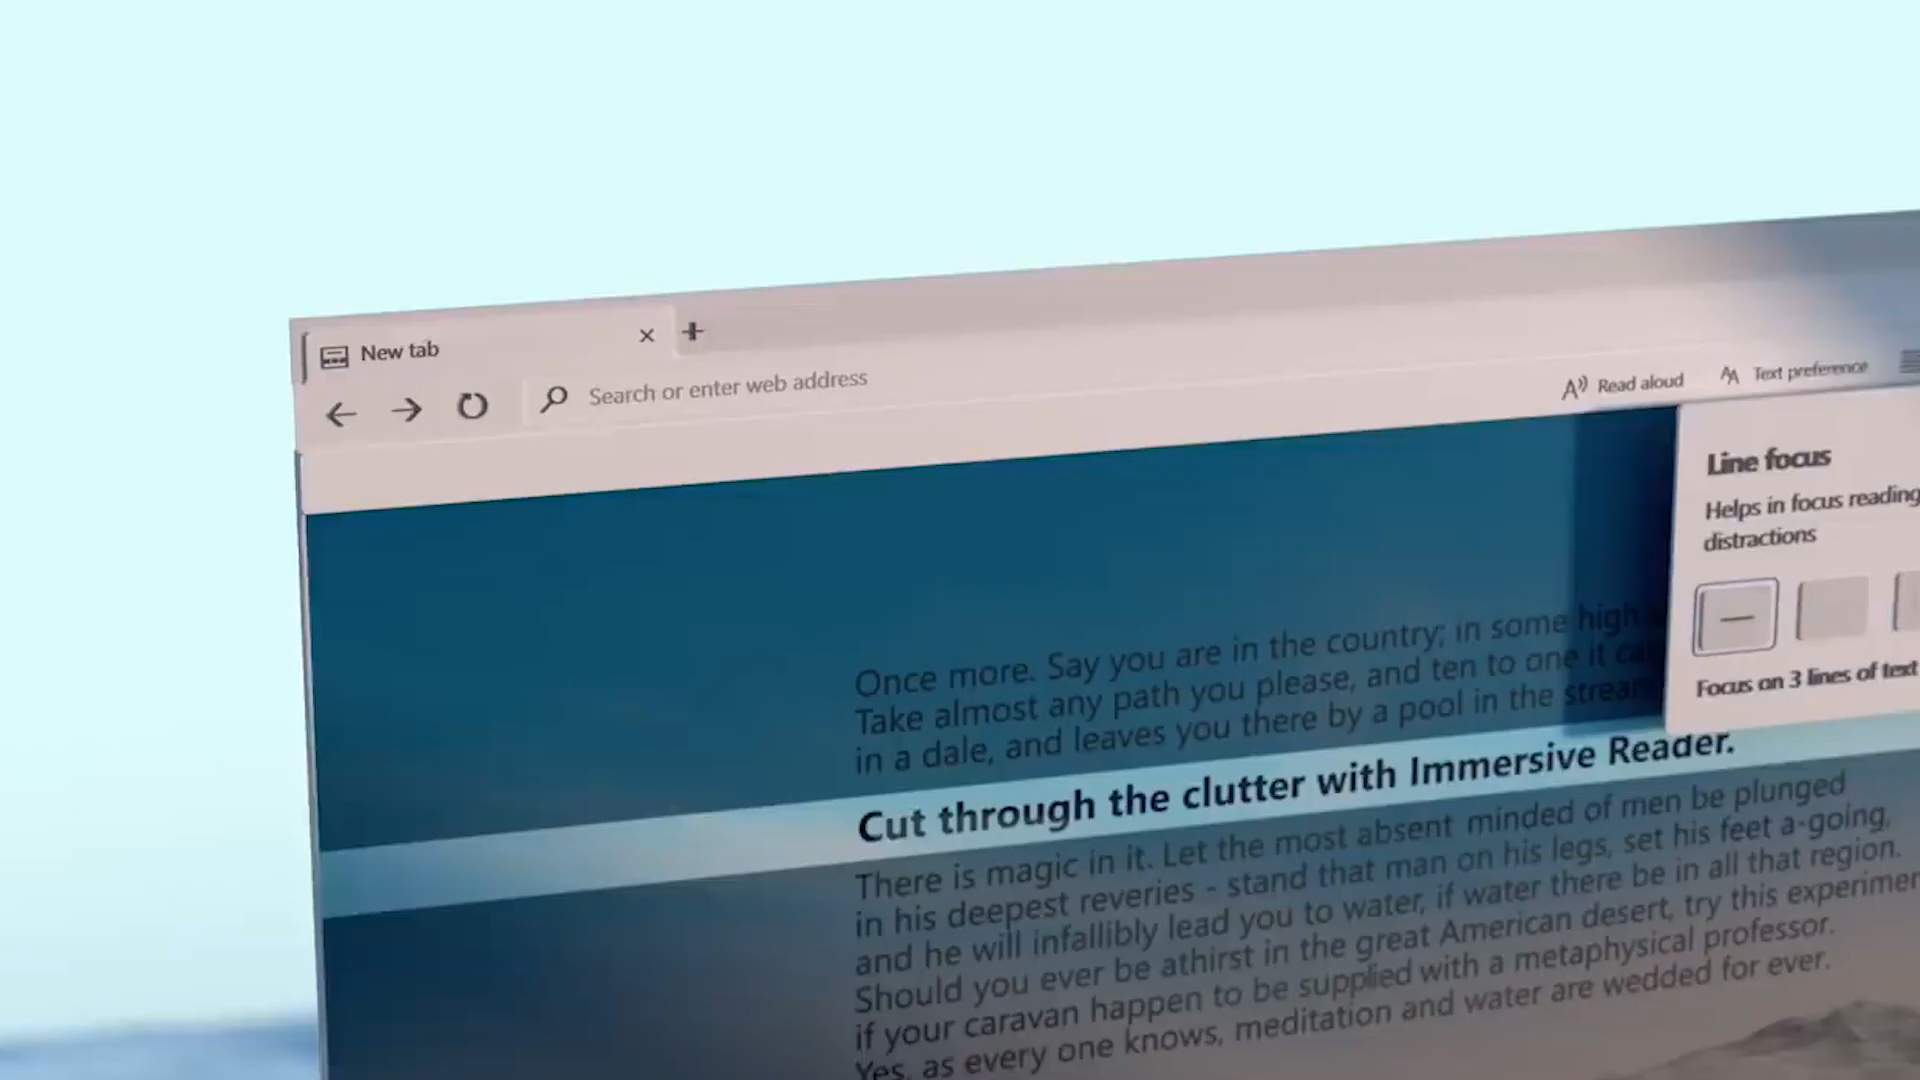 New tab
Search or enter web address
Read aloud
Text preference
Line focus
Helps in focus reading
distractions
Focus on 3 lines of text
Once more. Say you are in the country; in some high
Take almost any path you please, and ten to one it
in a dale, and leaves you there by a pool in the stream
Cut through the clutter with Immersive Reader.
There is magic in it. Let the most absent minded of men be plunged
in his deepest reveries - stand that man on his legs, set his feet a-going,
and he will infallibly lead you to water, if water there be in all that region.
Should you ever be athirst in the great American desert, try this experimen
if your caravan happen to be supplied with a metaphysical professor.
Yes, as every one knows, meditation and water are wedded for ever.